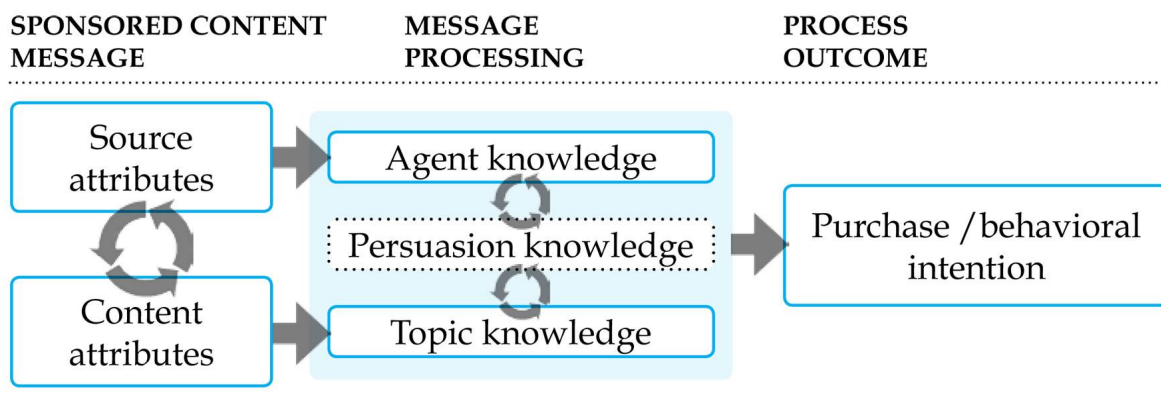 SPONSORED CONTENT
MESSAGE
MESSAGE
PROCESSING
PROCESS
OUTCOME
Source
attributes
Content
attributes
Agent knowledge
Persuasion knowledge
Topic knowledge
Purchase / behavioral
intention